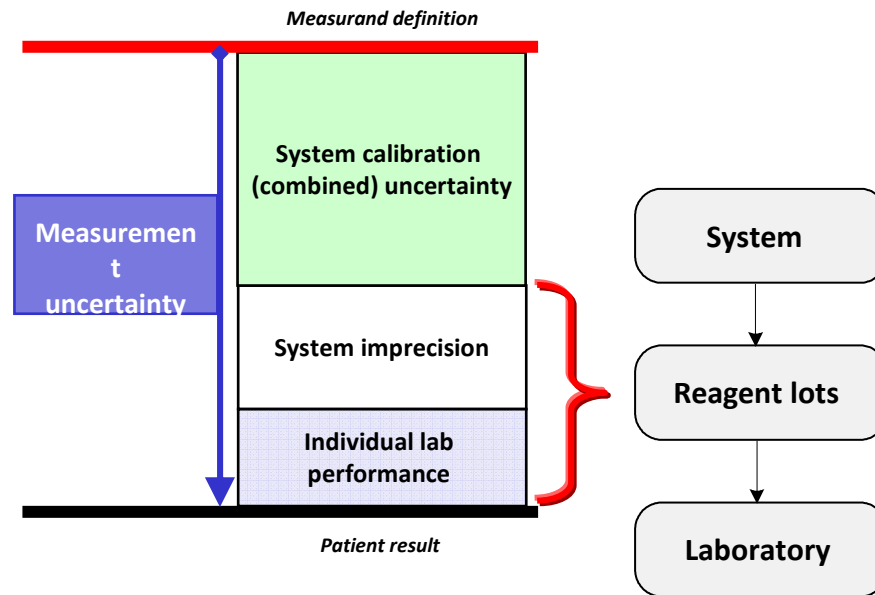 Measurand definition
System calibration
(combined) uncertainty
Measuremen
t
uncertainty
System
System imprecision
Reagent lots
Individual lab
performance
Patient result
Laboratory